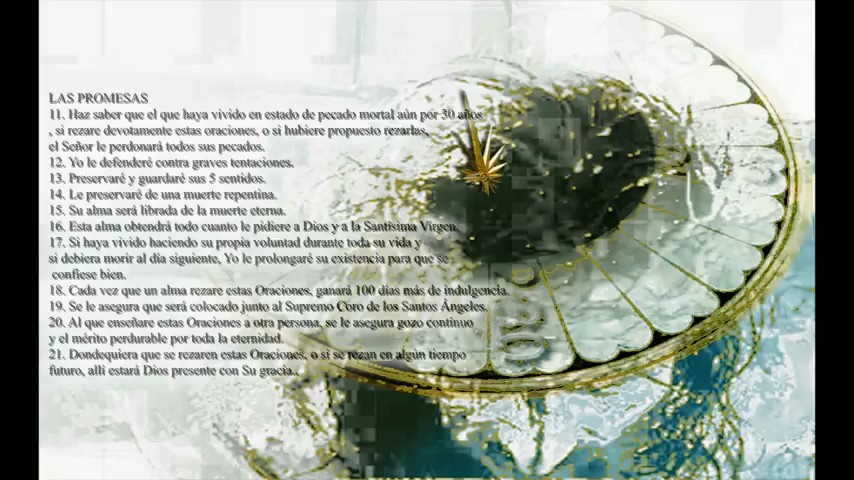 LAS PROMESAS
11. Haz saber que el que haya vivido en estado de pecado mortal aún por 30 años
, si rezare devotamente estas oraciones, o si hubiere propuesto rezarlas,
el Señor le perdonará todos sus pecados.
12. Yo le defenderé contra graves tentaciones.
13. Preservaré y guardaré sus 5 sentidos.
14. Le preservaré de una muerte repentina.
15. Su alma será librada de la muerte eterna.
16. Esta alma obtendrá todo cuanto le pidiere a Dios y a la Santísima Virgen.
17. Si haya vivido haciendo su propia voluntad durante toda su vida y
si debiera morir al día siguiente, Yo le prolongaré su existencia para que se
confiese bien.
18. Cada vez que un alma rezare estas Oraciones, ganará 100 días más de indulgencia.
19. Se le asegura que será colocado junto al Supremo Coro de los Santos Ángeles.
20. Al que enseñare estas Oraciones a otra persona, se le asegura gozo continuo
y el mérito perdurable por toda la eternidad.
21. Dondequiera que se rezaren estas Oraciones, o si se rezan en algún tiempo
futuro, allí estará Dios presente con Su gracia..